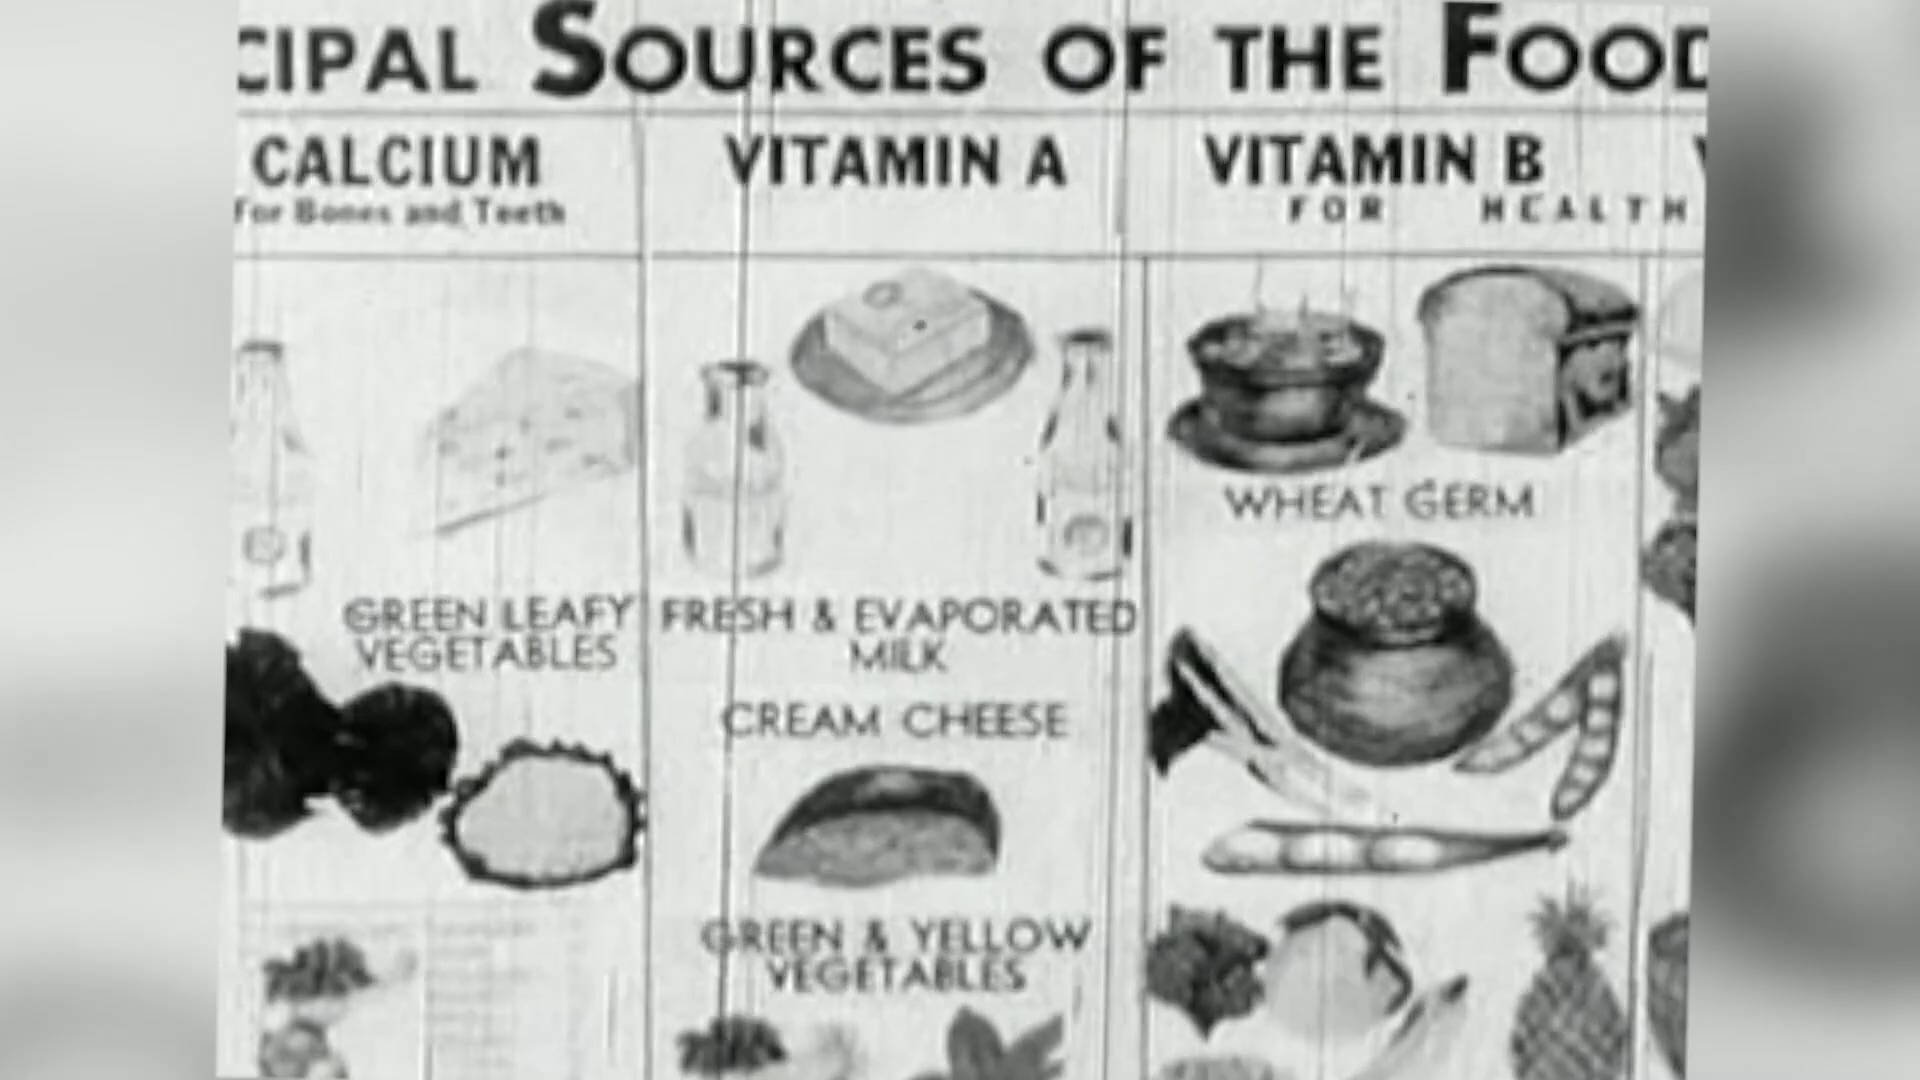 CIPAL SOURCES OF THE FOOD
CALCIUM
For Bones and Teeth
VITAMIN A
VITAMIN B
FOR HEALTH
WHEAT GERM
GREEN LEAFY
VEGETABLES
FRESH & EVAPORATED
MILK
CREAM CHEESE
GREEN & YELLOW
VEGETABLES